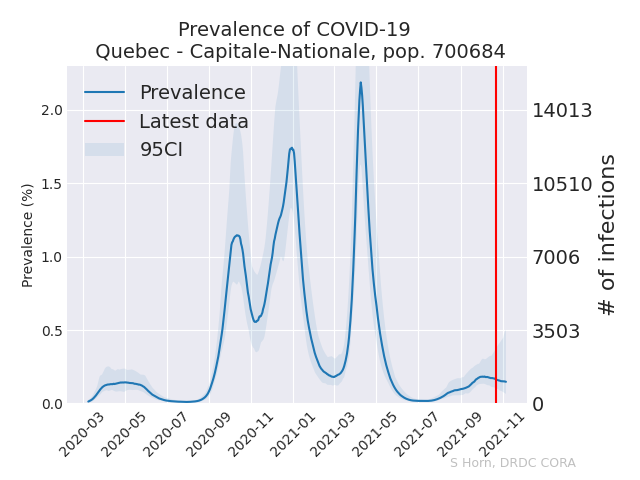 Prevalence of COVID-19
Quebec - Capitale-Nationale, pop. 700684
Prevalence
Latest data
95CI
Prevalence (%)
2.0
1.5
1.0
0.5
0.0
14013
10510
7006
3503
0
# of infections
2020-03
2020-05
2020-07
2020-09
2020-11
2021-01
2021-03
2021-05
2021-07
2021-09
2021-11
S Horn, DRDC CORA